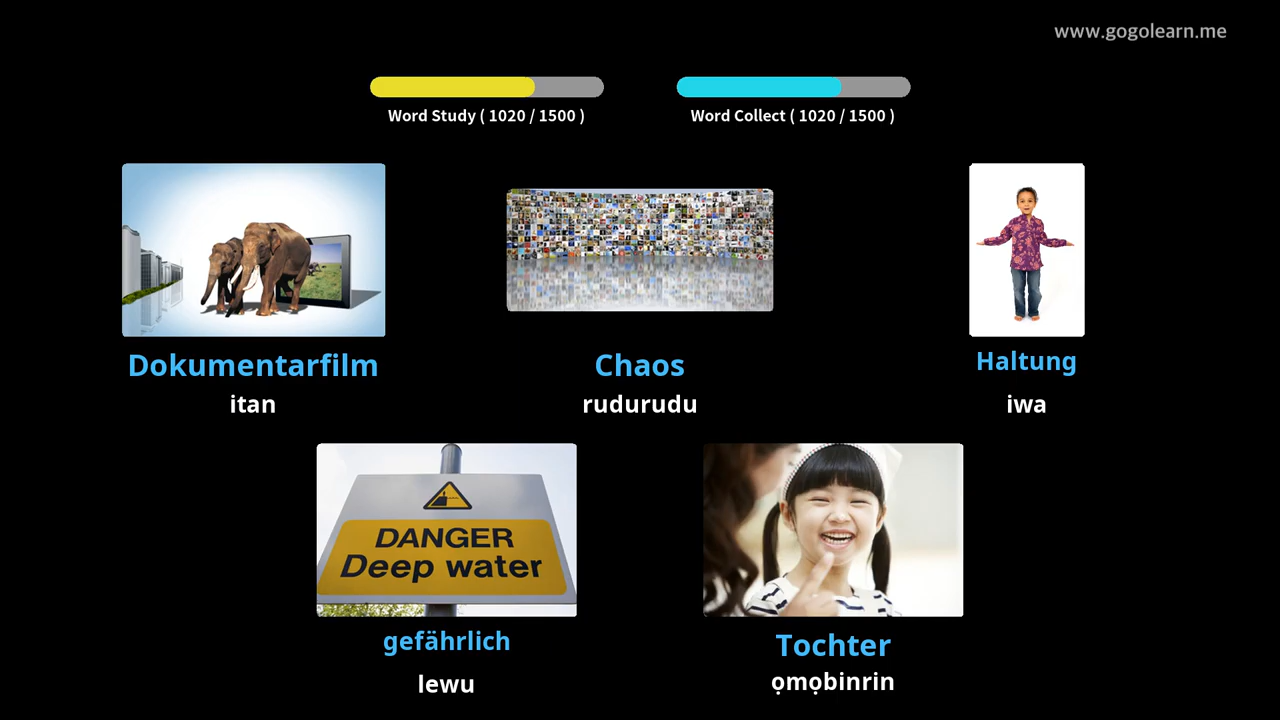 www.gogolearn.me
Word Study ( 1020 / 1500 )
Word Collect ( 1020 / 1500 )
Dokumentarfilm
itan
Chaos
rudurudu
Haltung
iwa
DANGER
Deep water
gefährlich
lewu
Tochter
ọmọbinrin